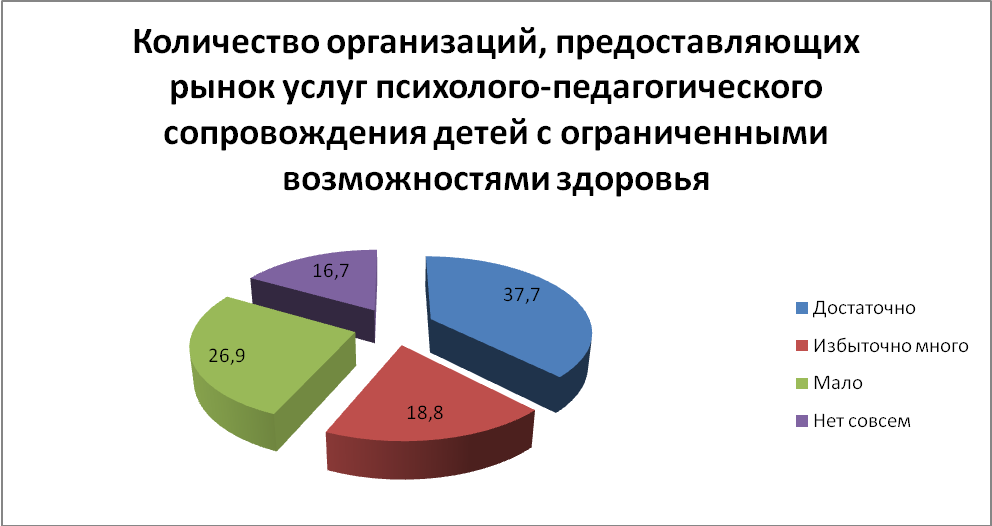 Количество организаций, предоставляющих
рынок услуг психолого-педагогического
сопровождения детей с ограниченными
возможностями здоровья
16,7
37,7
26,9
18,8
Достаточно
Избыточно много
Мало
Нет совсем